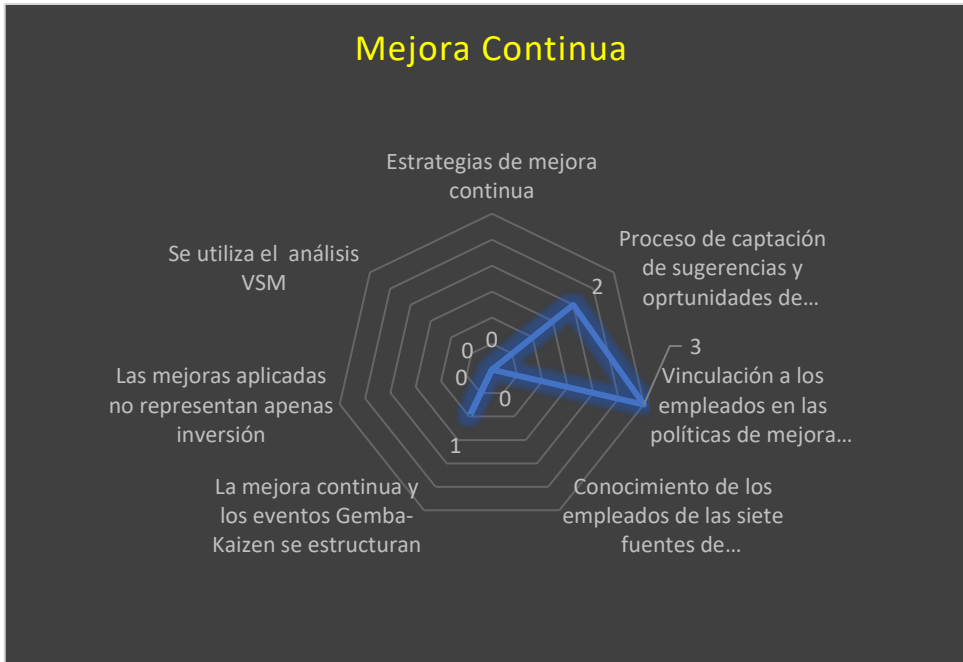 Mejora Continua
Estrategias de mejora
continua
Proceso de captación
de sugerencias y
oprtunidades de…
Vinculación a los
empleados en las
políticas de mejora…
Conocimiento de los
empleados de las siete
fuentes de…
La mejora continua y
los eventos Gemba-
Kaizen se estructuran
Las mejoras aplicadas
no representan apenas
inversión
Se utiliza el  análisis
VSM
0
2
3
0
1
0
0